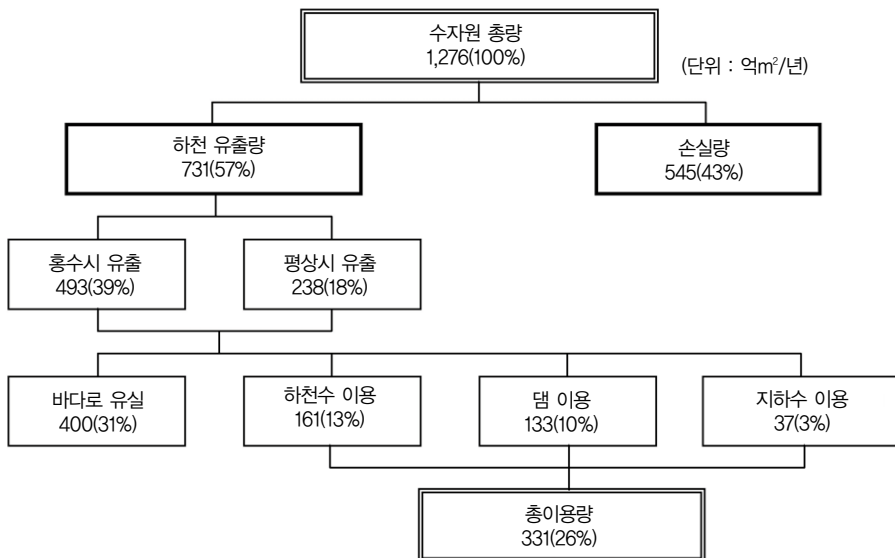 수자원 총량
1,276(100%)
(단위 : 억m²/년)
하천 유출량
731(57%)
손실량
545(43%)
홍수시 유출
493(39%)
평상시 유출
238(18%)
바다로 유실
400(31%)
하천수 이용
161(13%)
댐 이용
133(10%)
지하수 이용
37(3%)
총이용량
331(26%)